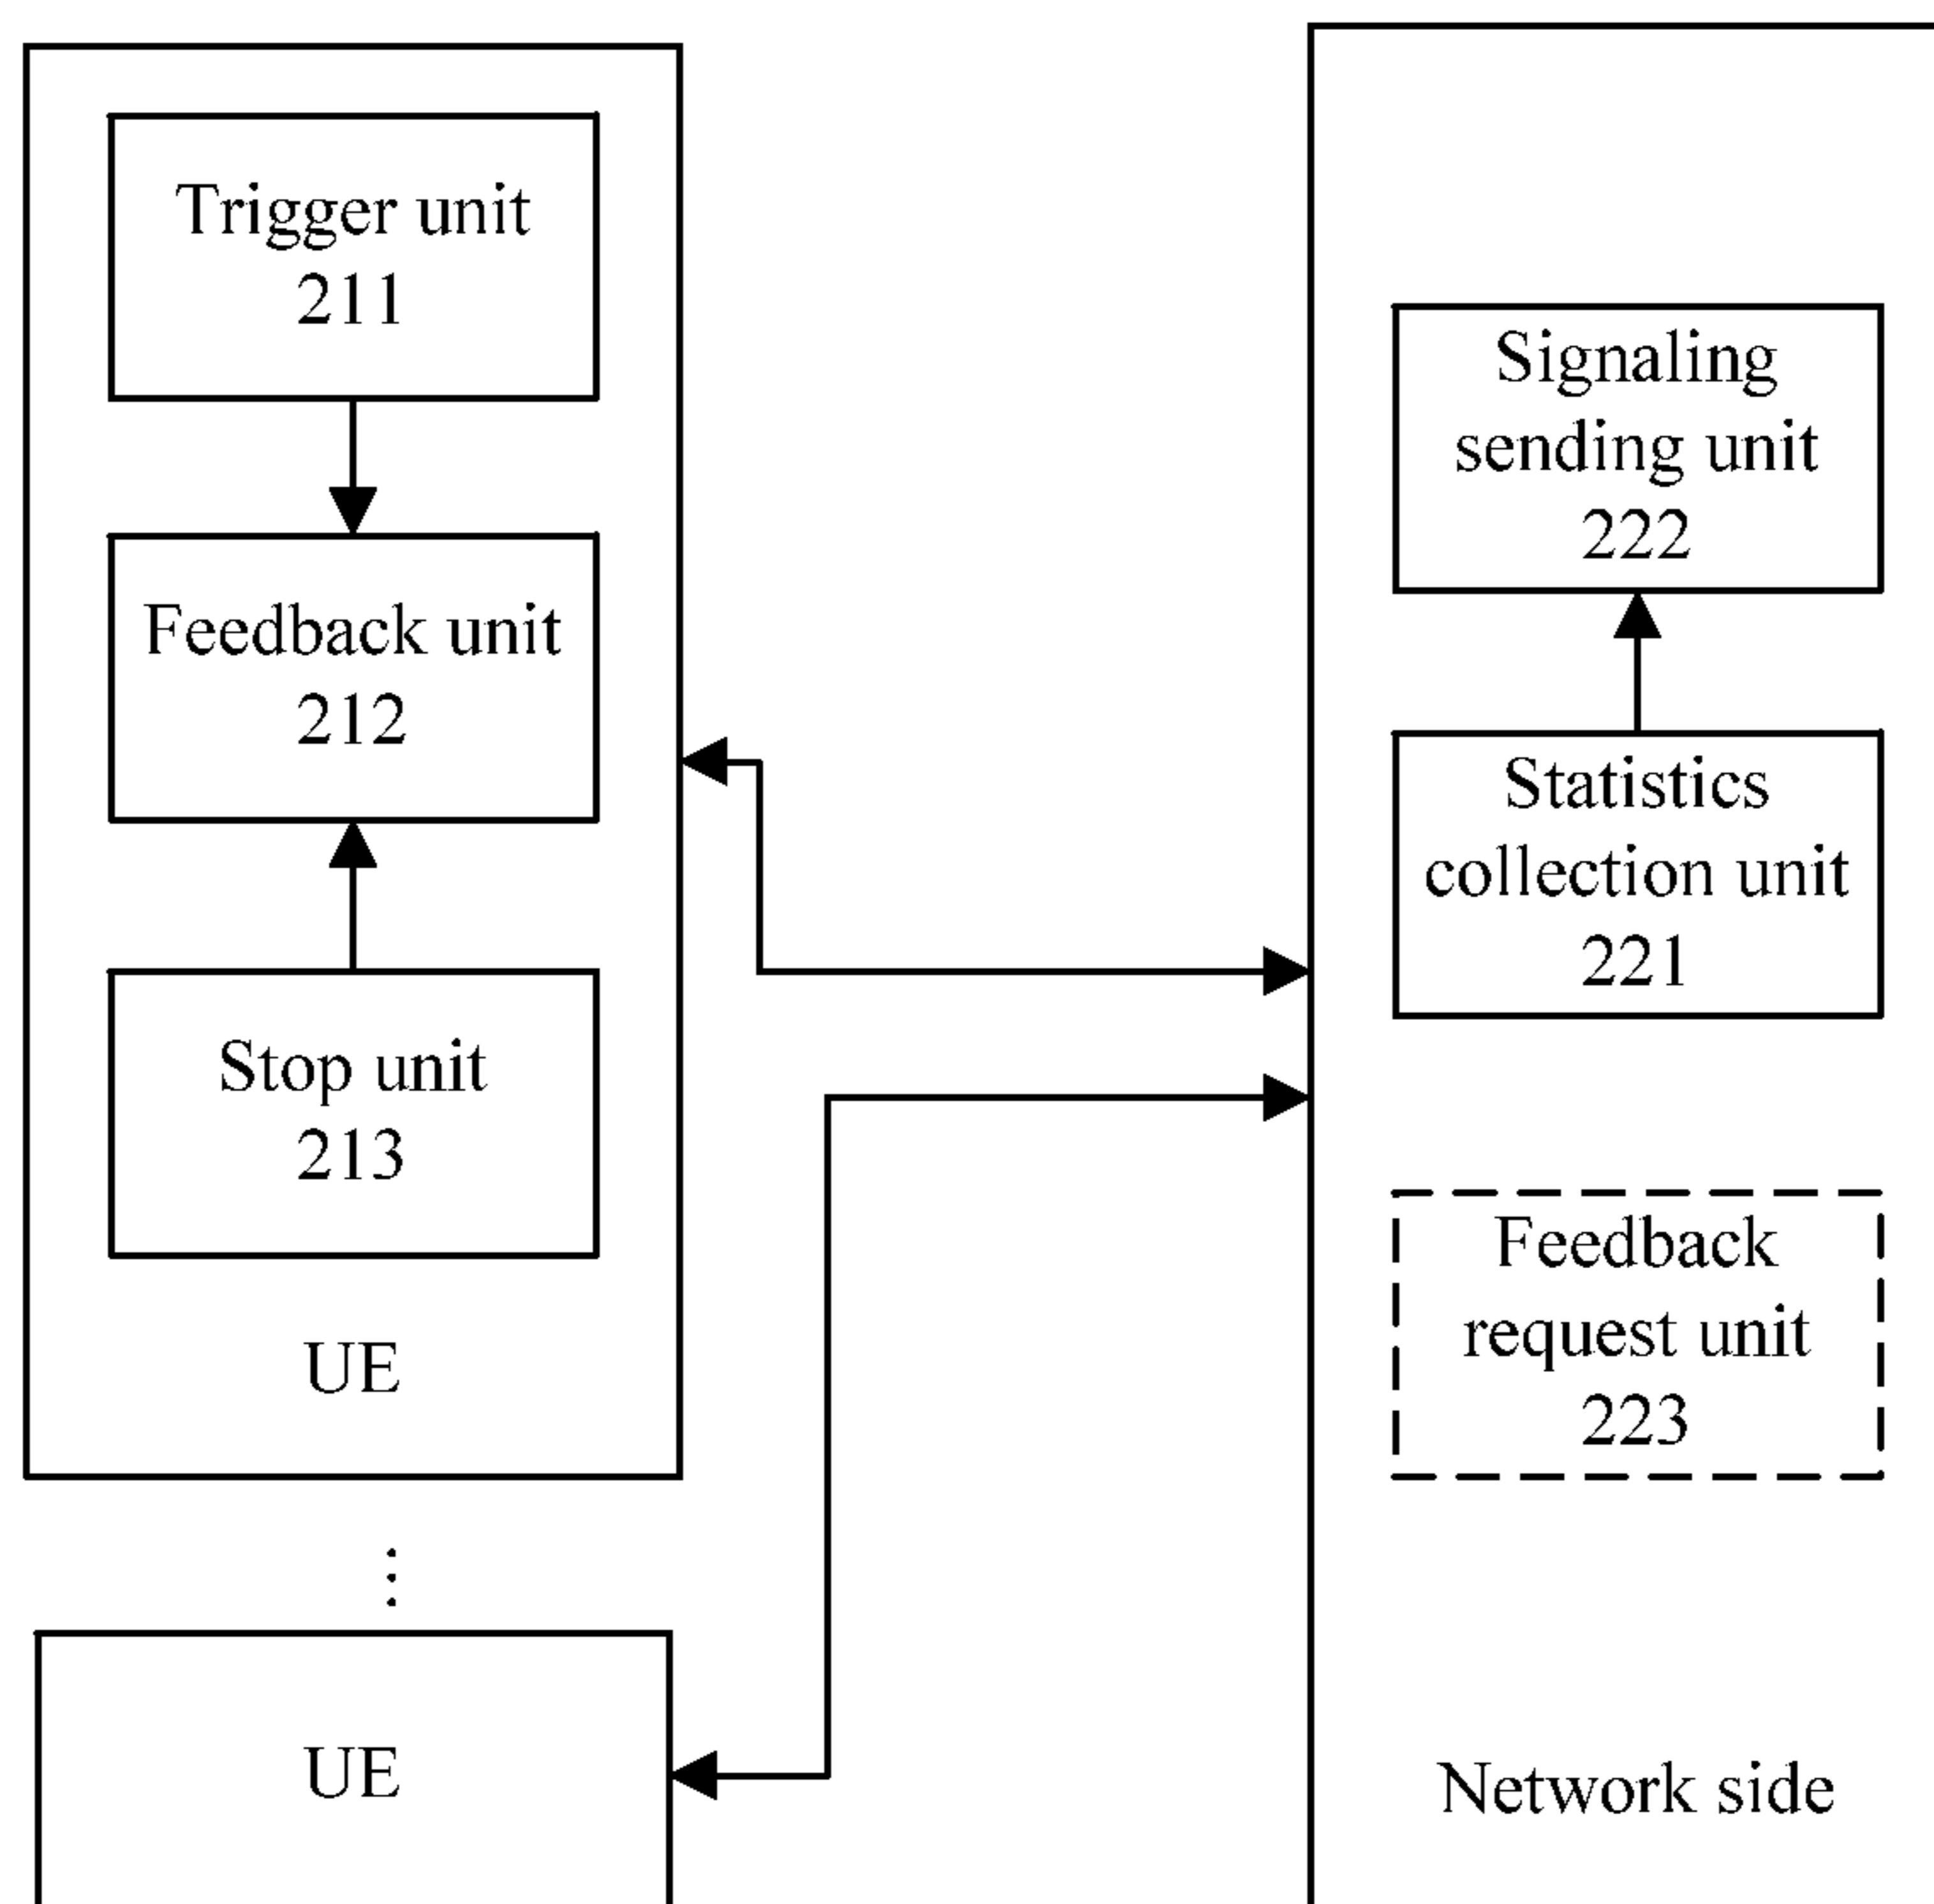 Trigger unit
211
Feedback unit
212
Stop unit
213
UE
UE
Signaling
sending unit
222
Statistics
collection unit
221
Feedback
request unit
223
Network side